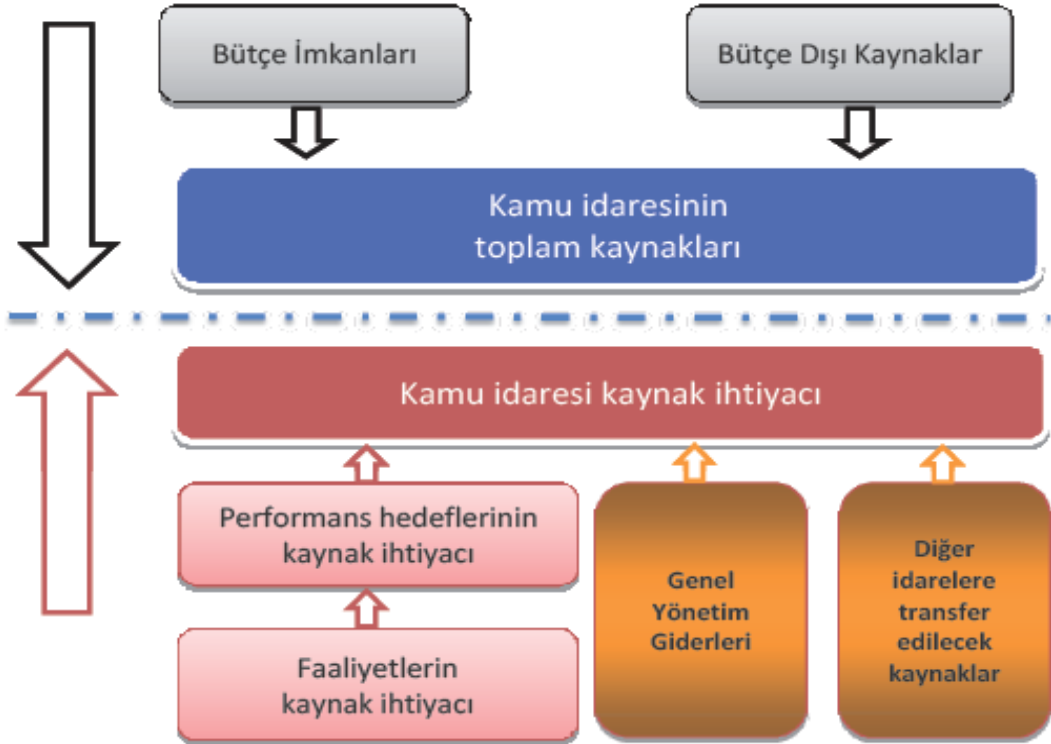 Bütçe İmkanları
Bütçe Dışı Kaynaklar
Kamu idaresinin
toplam kaynakları
Kamu idaresi kaynak ihtiyacı
Performans hedeflerinin
kaynak ihtiyacı
Faaliyetlerin
kaynak ihtiyacı
Genel
Yönetim
Giderleri
Diğer
idarelere
transfer
edilecek
kaynaklar